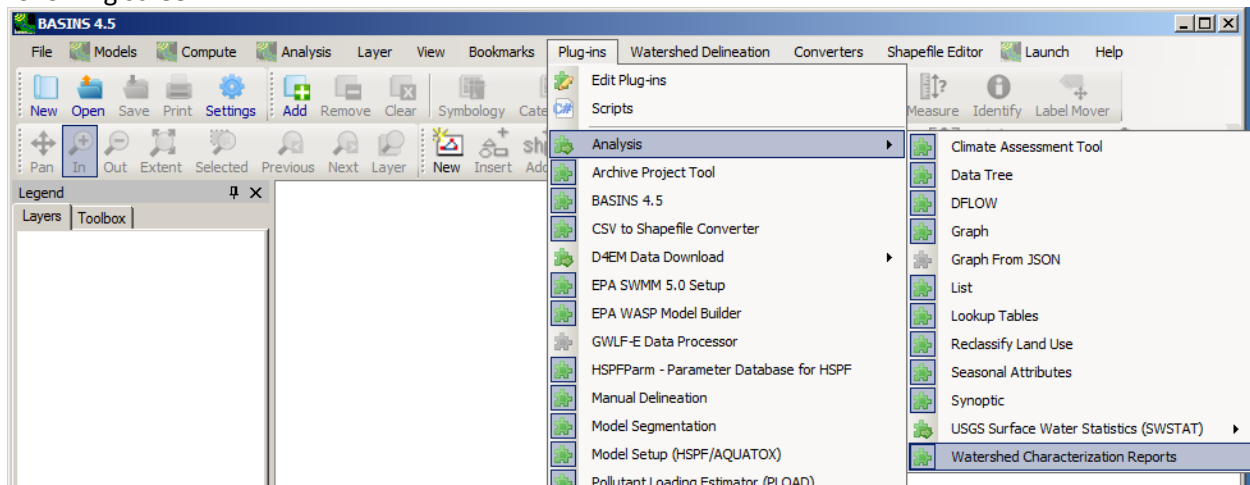 BASINS 4.5
File Models Compute Analysis Layer View Bookmarks Plug-ins Watershed Delineation Converters Shapefile Editor Launch Help
New Open Save Print Settings Add Remove Clear Symbology Cate Measure Identify Label Mover
Pan In Out Extent Selected Previous Next Layer New Insert Add
Legend
Layers Toolbox
Edit Plug-ins
C# Scripts
Analysis
Archive Project Tool
BASINS 4.5
CSV to Shapefile Converter
D4EM Data Download
EPA SWMM 5.0 Setup
EPA WASP Model Builder
GWLF-E Data Processor
HSPFParm - Parameter Database for HSPF
Manual Delineation
Model Segmentation
Model Setup (HSPF/AQUATOX)
Pollutant Loading Estimator (PLOAD)
Climate Assessment Tool
Data Tree
DFLOW
Graph
Graph From JSON
List
Lookup Tables
Reclassify Land Use
Seasonal Attributes
Synoptic
USGS Surface Water Statistics (SWSTAT)
Watershed Characterization Reports